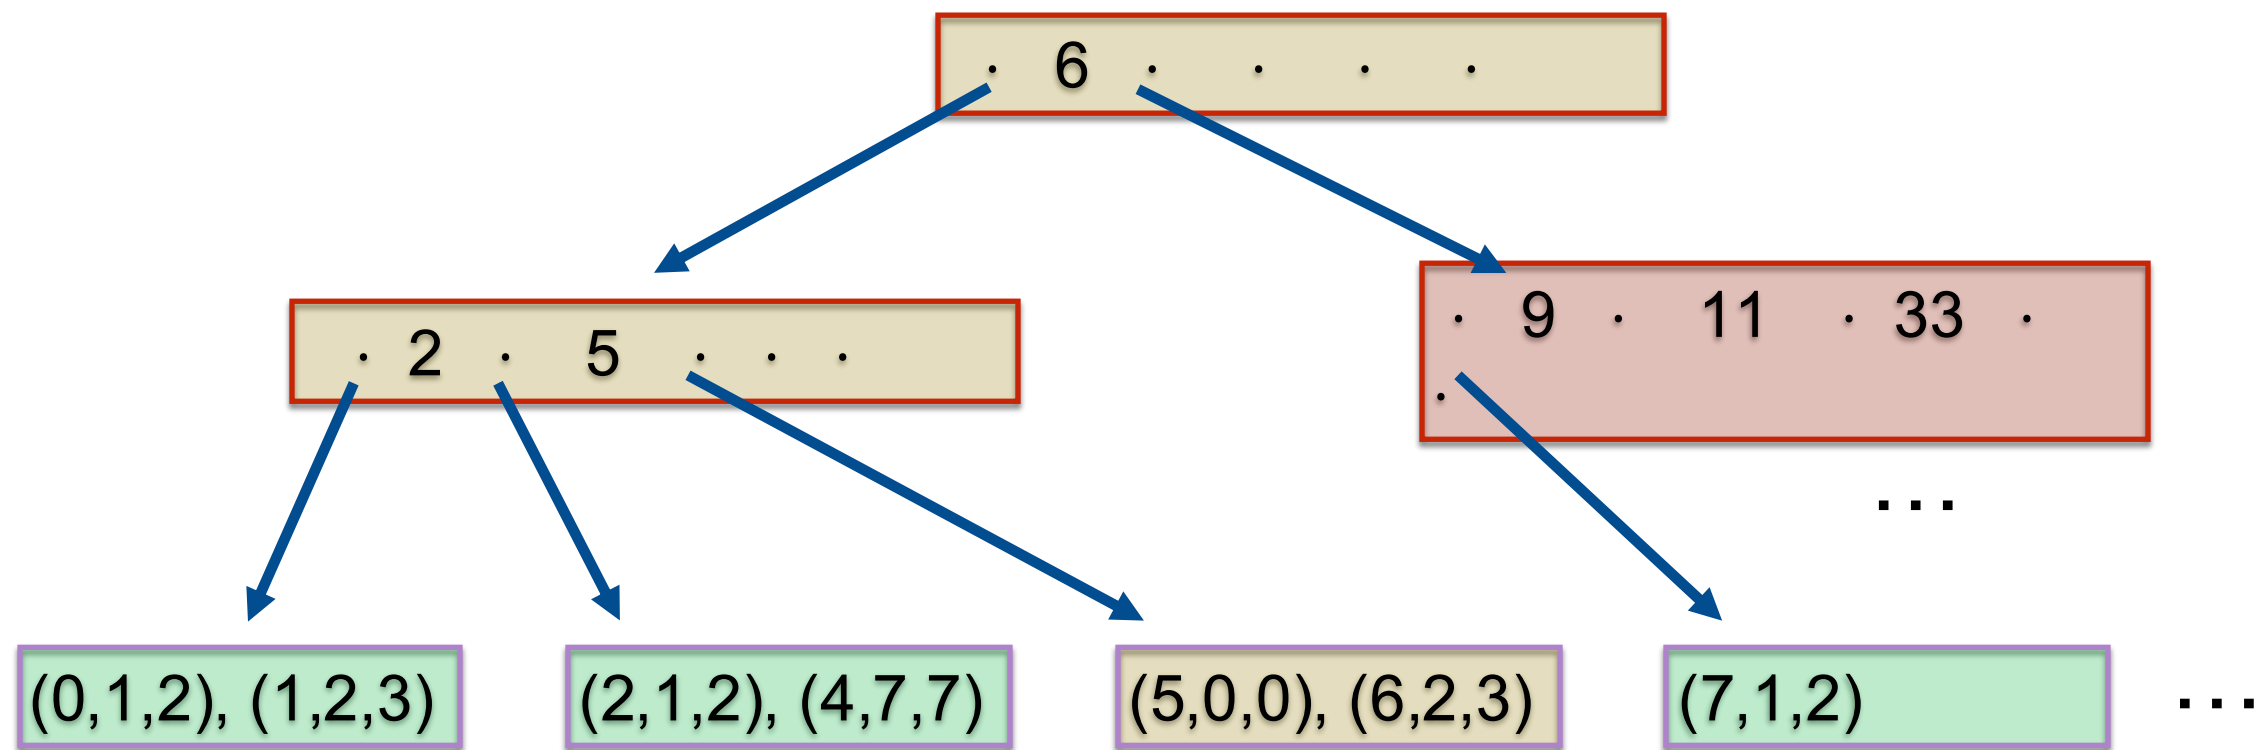 · 6 · · · ·
· 2 · 5 · · ·
· 9 · 11 · 33 ·
·
...
(0,1,2), (1,2,3)
(2,1,2), (4,7,7)
(5,0,0), (6,2,3)
(7,1,2)
...